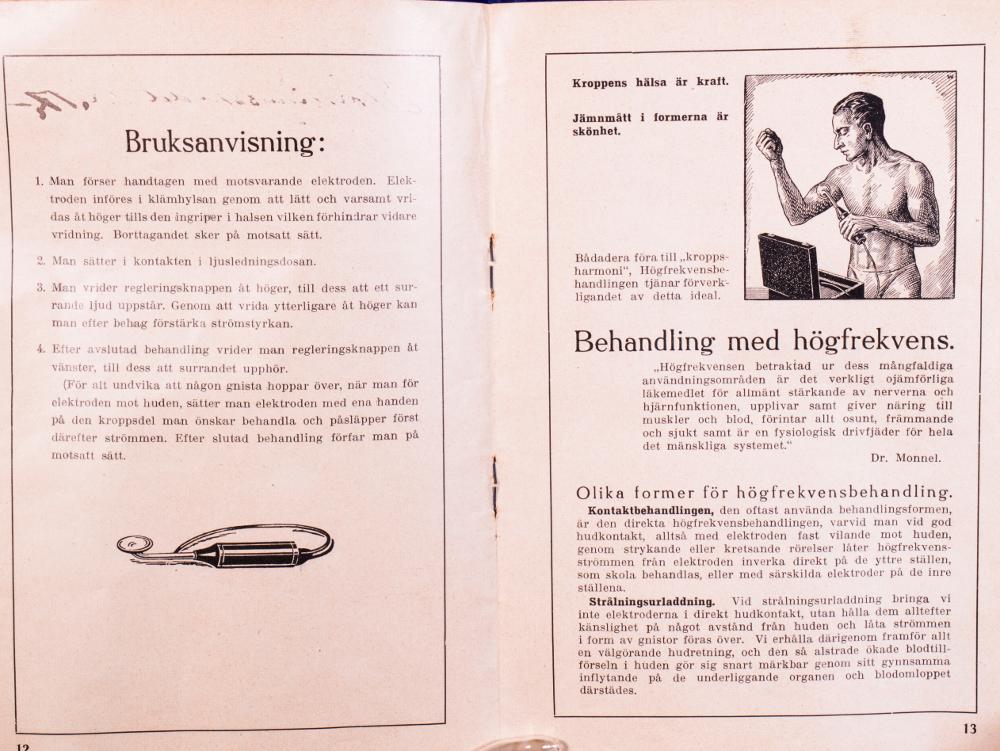 Bruksanvisning:
1. Man förser handtagen med motsvarande elektroden. Elek-
troden införes i klämhylsan genom att lätt och varsamt vri-
das åt höger tills den ingriper i halsen vilken förhindrar vidare
vridning. Borttagandet sker på motsatt sätt.
2. Man sätter i kontakten i ljusledningsdosan.
3. Man vrider regleringsknappen åt höger, till dess att ett sur-
rande ljud uppstår. Genom att vrida ytterligare åt höger kan
man efter behag förstärka strömstyrkan.
4. Efter avslutad behandling vrider man regleringsknappen åt
vänster, till dess att surrandet upphör.
(För att undvika att någon gnista hoppar över, när man för
elektroden mot huden, sätter man elektroden med ena handen
på den kroppsdel man önskar behandla och påsläpper först
därefter strömmen. Efter slutad behandling förfar man på
motsatt sätt.
12
Kroppens hälsa är kraft.
Jämnmått i formerna är
skönhet.
Bådadera föra till „kropps-
harmoni“, Högfrekvensbe-
handlingen tjänar förverk-
ligandet av detta ideal.
Behandling med högfrekvens.
„Högfrekvensen betraktad ur dess mångfaldiga
användningsområden är det verkligt ojämförliga
läkemedlet för allmänt stärkande av nerverna och
hjärnfunktionen, upplivar samt giver näring till
muskler och blod, förintar allt osunt, främmande
och sjukt samt är en fysiologisk drivfjäder för hela
det mänskliga systemet.“
Dr. Monnel.
Olika former för högfrekvensbehandling.
Kontaktbehandlingen, den oftast använda behandlingsformen,
är den direkta högfrekvensbehandlingen, varvid man vid god
hudkontakt, alltså med elektroden fast vilande mot huden,
genom strykande eller kretsande rörelser låter högfrekvens-
strömmen från elektroden inverka direkt på de yttre ställen,
som skola behandlas, eller med särskilda elektroder på de inre
ställena.
Strålningsurladdning. Vid strålningsurladdning bringa vi
inte elektroderna i direkt hudkontakt, utan hålla dem alltefter
känslighet på något avstånd från huden och låta strömmen
i form av gnistor föras över. Vi erhålla därigenom framför allt
en välgörande hudretning, och den så alstrade ökade blodtill-
förseln i huden gör sig snart märkbar genom sitt gynnsamma
inflytande på de underliggande organen och blodomloppet
därstädes.
13